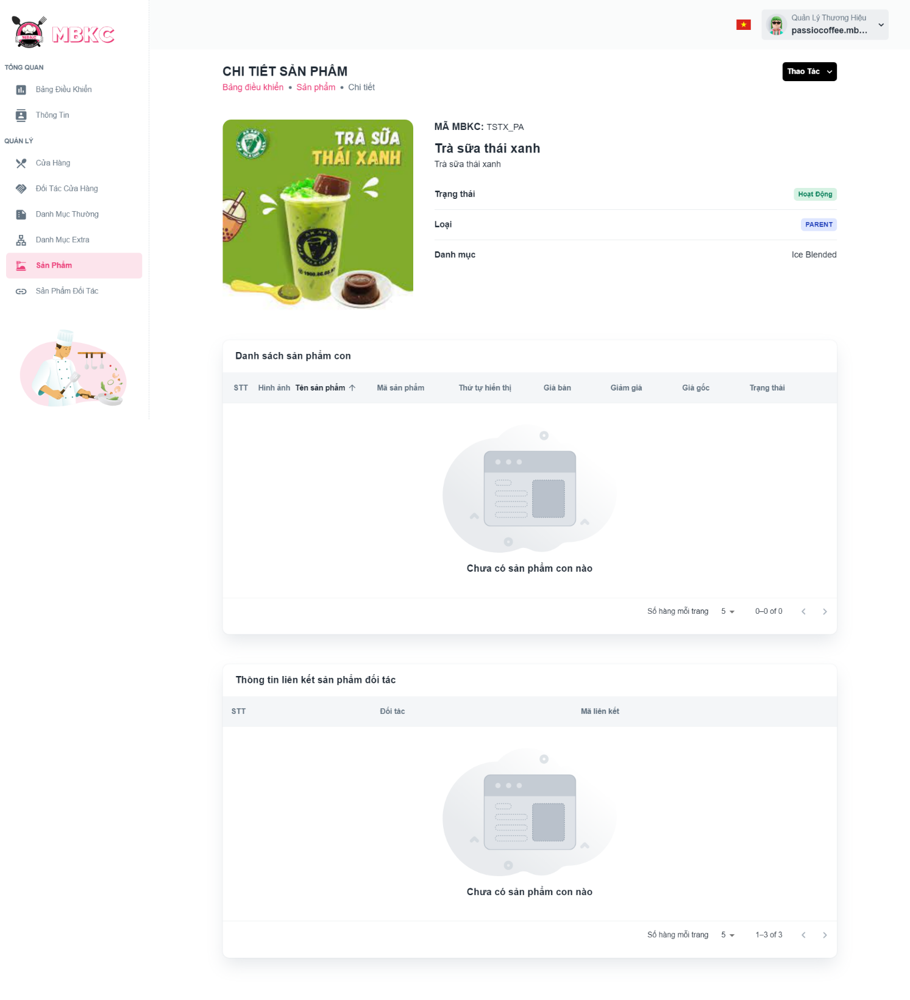 MBKC
Quản Lý Thương Hiệu
passiocoffee.mb...
TỔNG QUAN
Bảng Điều Khiển
Thông Tin
QUẢN LÝ
Cửa Hàng
Đối Tác Cửa Hàng
Danh Mục Thường
Danh Mục Extra
Sản Phẩm
Sản Phẩm Đối Tác
CHI TIẾT SẢN PHẨM
Thao Tác
Bảng điều khiển • Sản phẩm • Chi tiết
TRÀ SỮA
THÁI XANH
MÃ MBKC: TSTX_PA
Trà sữa thái xanh
Trà sữa thái xanh
Trạng thái
Hoạt Động
Loại
PARENT
Danh mục
Ice Blended
Danh sách sản phẩm con
STT Hình ảnh Tên sản phẩm Mã sản phẩm Thứ tự hiển thị Giá bán Giảm giá Giá gốc Trạng thái
Chưa có sản phẩm con nào
Số hàng mỗi trang 5 0–0 of 0
Thông tin liên kết sản phẩm đối tác
STT Đối tác Mã liên kết
Chưa có sản phẩm con nào
Số hàng mỗi trang 5 1–3 of 3